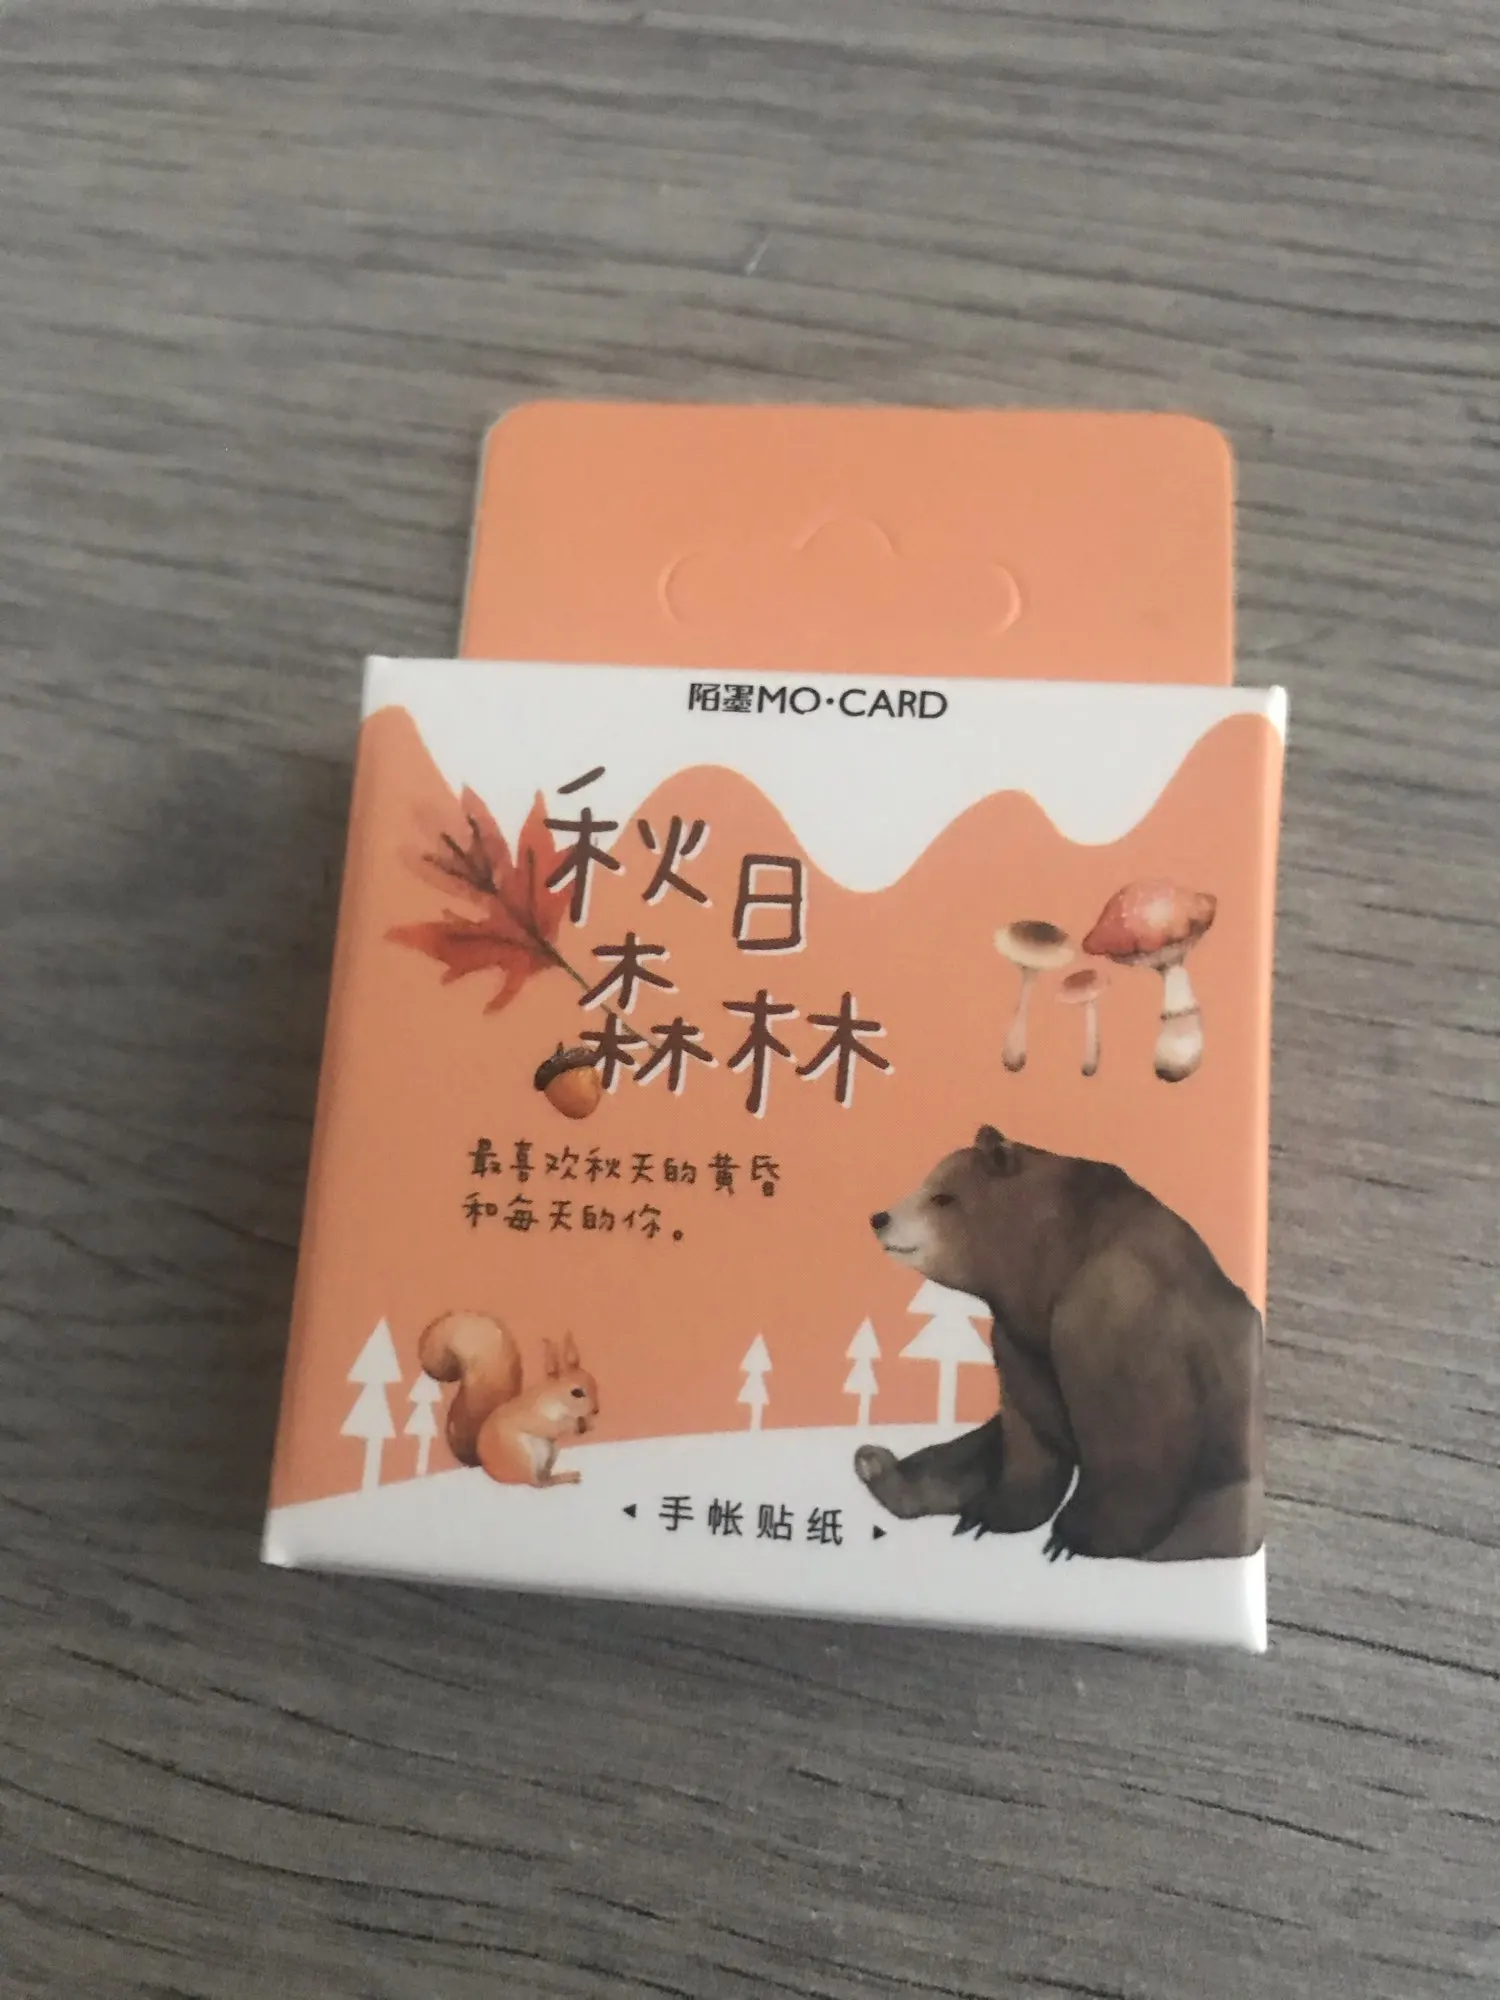 陌墨MO·CARD
秋日
森林
最喜欢秋天的黄昏
和每天的你。
手帐贴纸